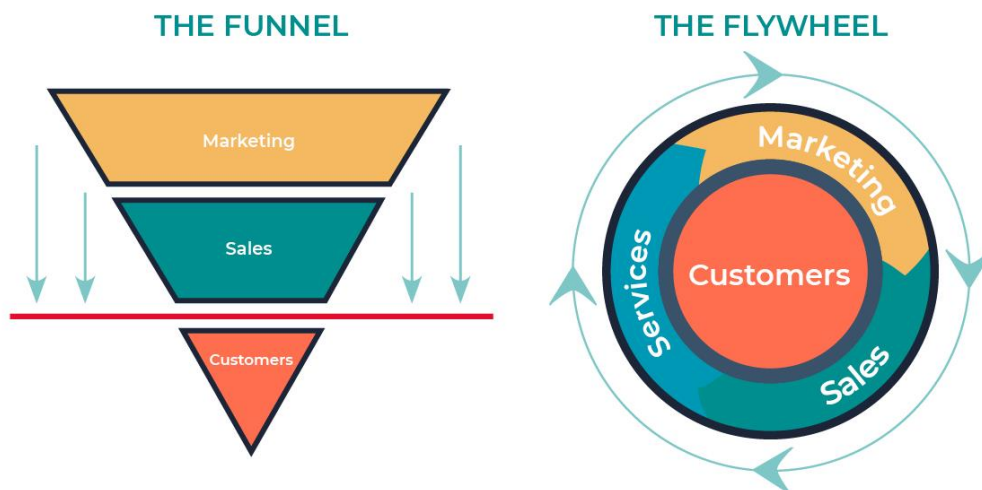 THE FUNNEL
Marketing
Sales
Customers
THE FLYWHEEL
Marketing
Sales
Services
Customers